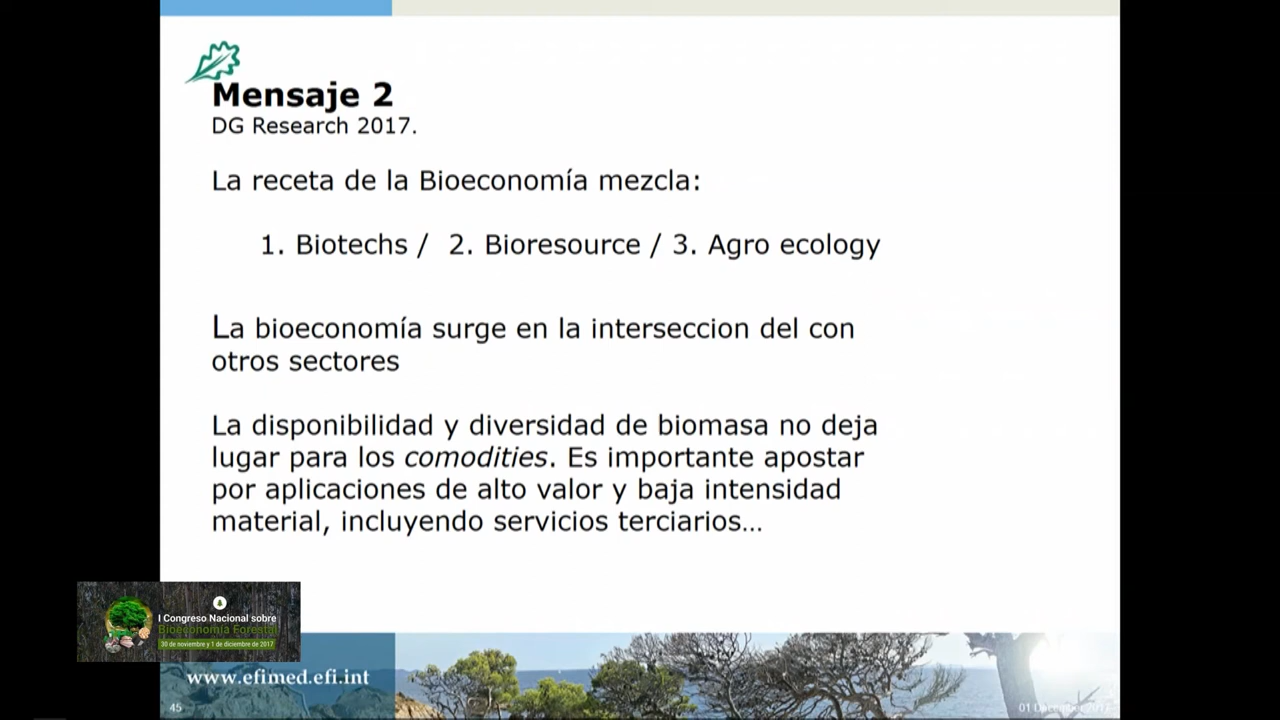 Mensaje 2
DG Research 2017.
La receta de la Bioeconomía mezcla:
1. Biotechs / 2. Bioresource / 3. Agro ecology
La bioeconomía surge en la interseccion del con
otros sectores
La disponibilidad y diversidad de biomasa no deja
lugar para los comodities. Es importante apostar
por aplicaciones de alto valor y baja intensidad
material, incluyendo servicios terciarios…
I Congreso Nacional sobre
Bioeconomía Forestal
30 de noviembre y 1 de diciembre de 2017
www.efimed.efi.int
45
01 December 2017